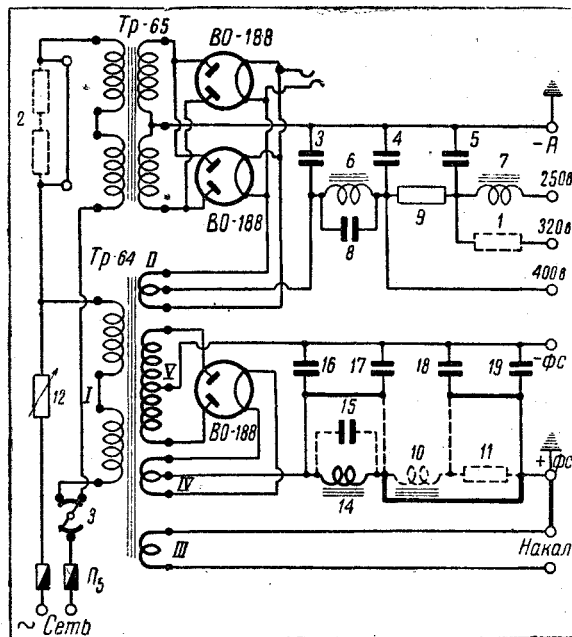 Тр-65
ВО-188
2
3
4
5
-А
6
7
250в
8
9
1
320в
ВО-188
400в
Тр-64
II
16
17
18
19
-фс
V
I
12
ВО-188
15
10
11
+ фс
IV
14
Э
III
Накал
П5
~ Сеть